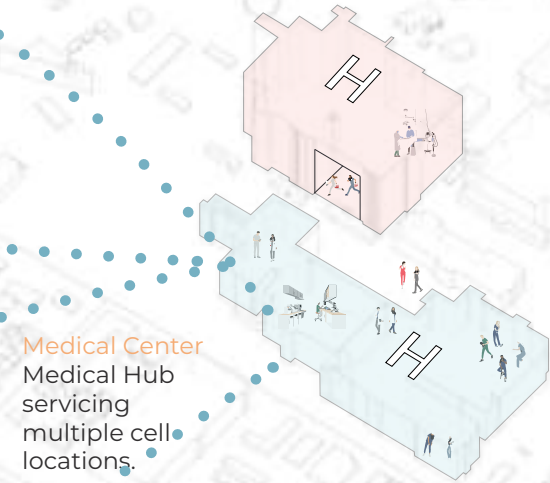 H
H
Medical Center
Medical Hub
servicing
multiple cell
locations.